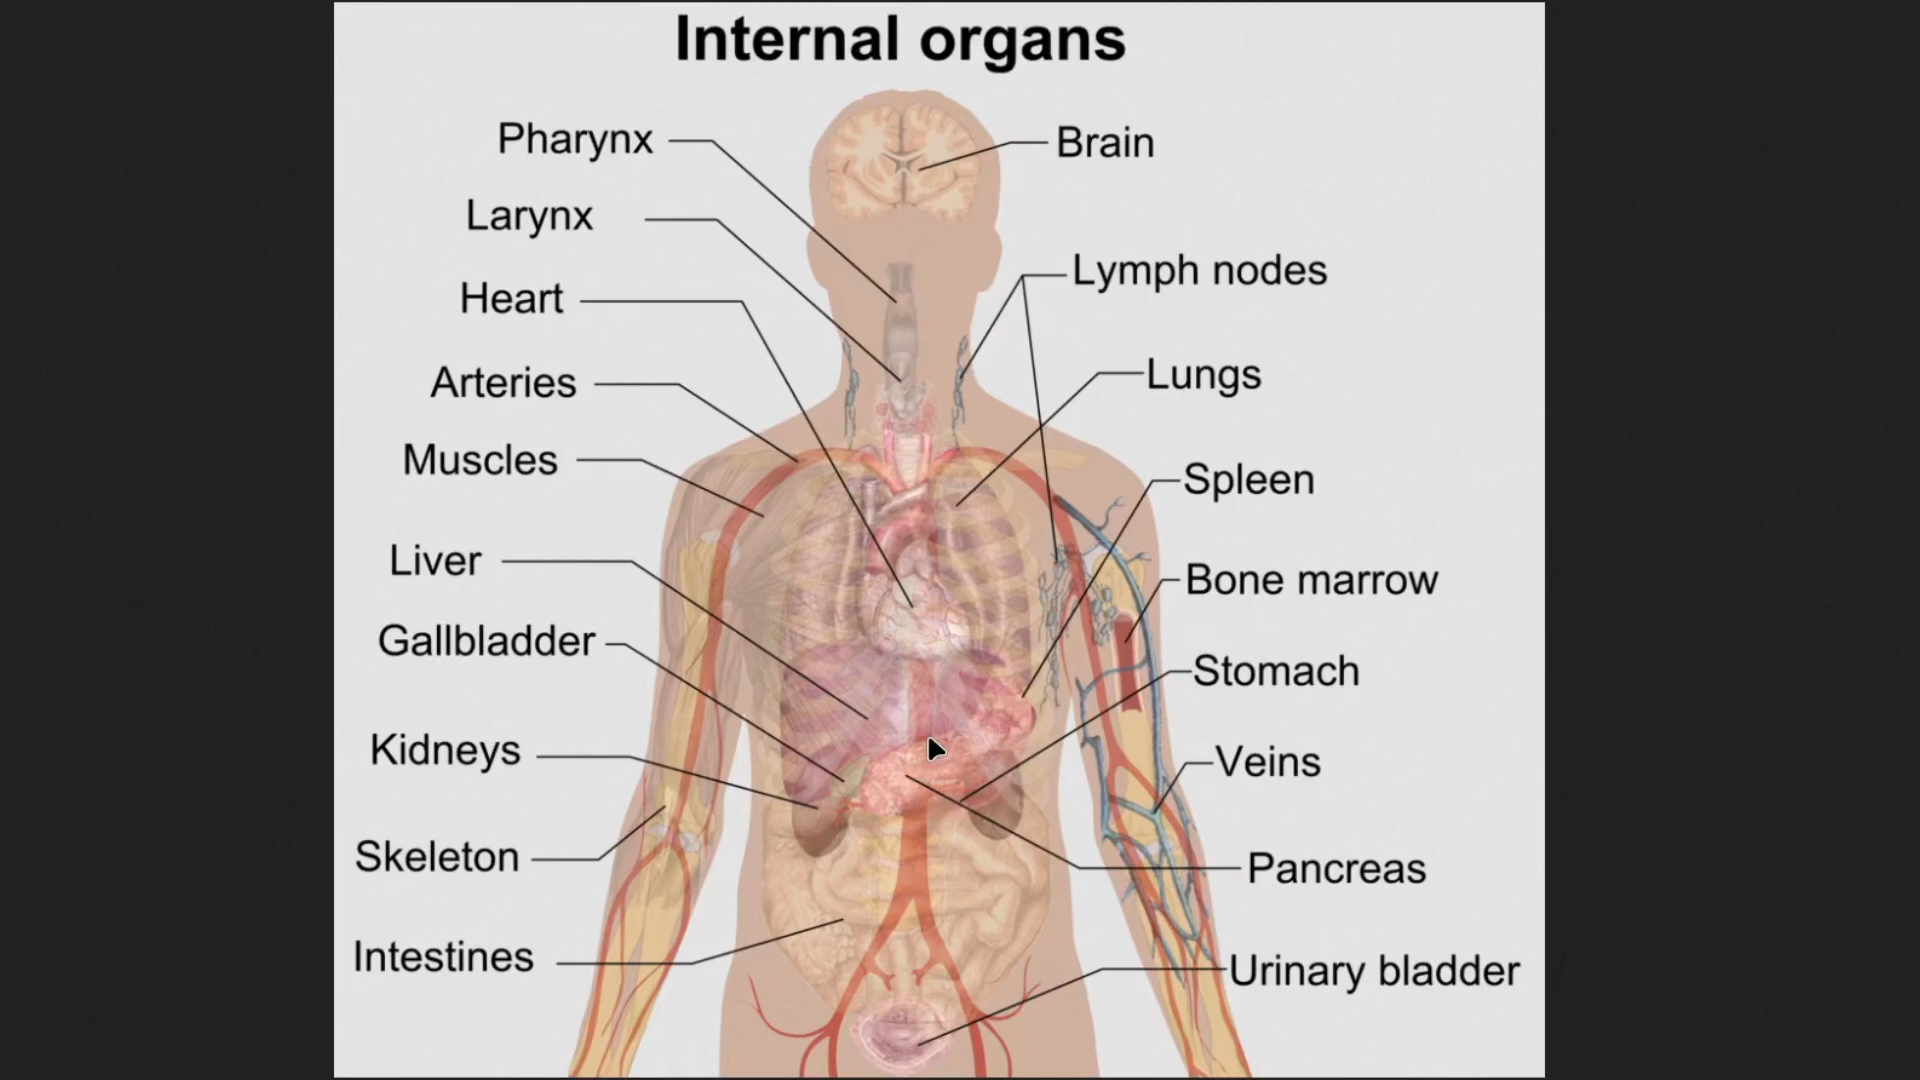 Internal organs
Pharynx
Brain
Larynx
Lymph nodes
Heart
Lungs
Arteries
Muscles
Spleen
Liver
Bone marrow
Gallbladder
Stomach
Kidneys
Veins
Skeleton
Pancreas
Intestines
Urinary bladder